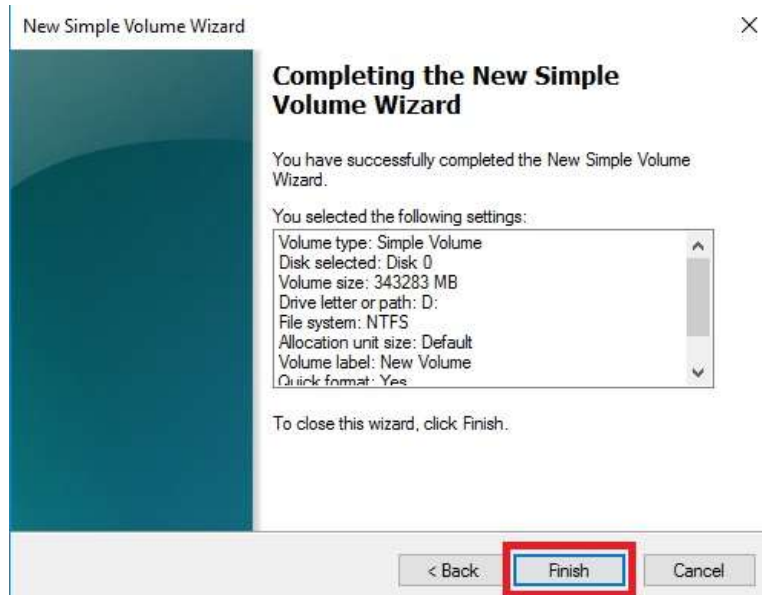 New Simple Volume Wizard
Completing the New Simple
Volume Wizard
You have successfully completed the New Simple Volume
Wizard.
You selected the following settings:
Volume type: Simple Volume
Disk selected: Disk 0
Volume size: 343283 MB
Drive letter or path: D:
File system: NTFS
Allocation unit size: Default
Volume label: New Volume
Quick format: Yes
To close this wizard, click Finish.
< Back
Finish
Cancel